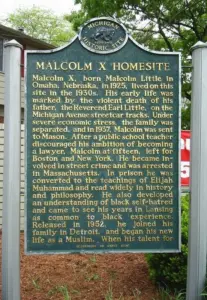 MICHIGAN
HISTORIC SITE
MALCOLM X HOMESITE
Malcolm X, born Malcolm Little in
Omaha, Nebraska, in 1925, lived on this
site in the 1930s. His early life was
marked by the violent death of his
father, the Reverend Earl Little, on the
Michigan Avenue streetcar tracks. Under
severe economic stress, the family was
separated, and in 1937, Malcolm was sent
to Mason. After a public school teacher
discouraged his ambition of becoming
a lawyer, Malcolm at fifteen, left for
Boston and New York. He became in-
volved in street crime and was arrested
in Massachusetts. In prison he was
converted to the teachings of Elijah
Muhammad and read widely in history
and philosophy. He also developed
an understanding of black self-hatred
and came to see his years in Lansing
as common to black experience.
Released in 1952, he joined his
family in Detroit, and began his new
life as a Muslim. When his talent for